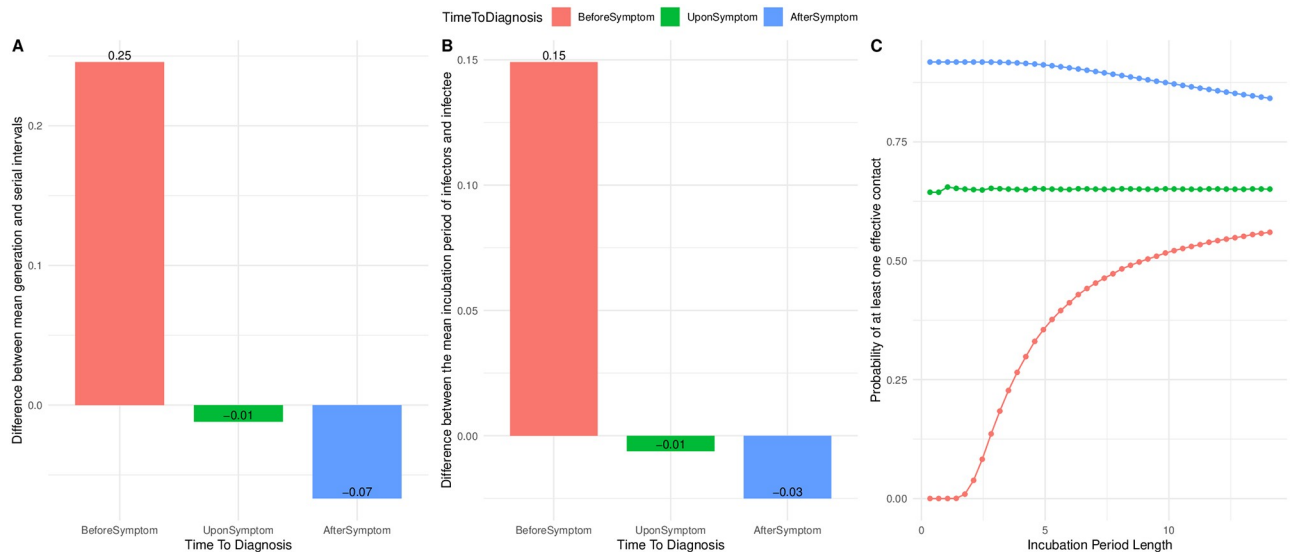 TimeToDiagnosis BeforeSymptom UponSymptom AfterSymptom
A
Difference between mean generation and serial intervals
0.2
0.1
0.0
0.25
−0.01
−0.07
BeforeSymptom UponSymptom AfterSymptom
Time To Diagnosis
B
Difference between the mean incubation period of infectors and infectee
0.15
0.10
0.05
0.00
0.15
−0.01
−0.03
BeforeSymptom UponSymptom AfterSymptom
Time To Diagnosis
C
Probability of at least one effective contact
0.75
0.50
0.25
0.00
0 5 10
Incubation Period Length